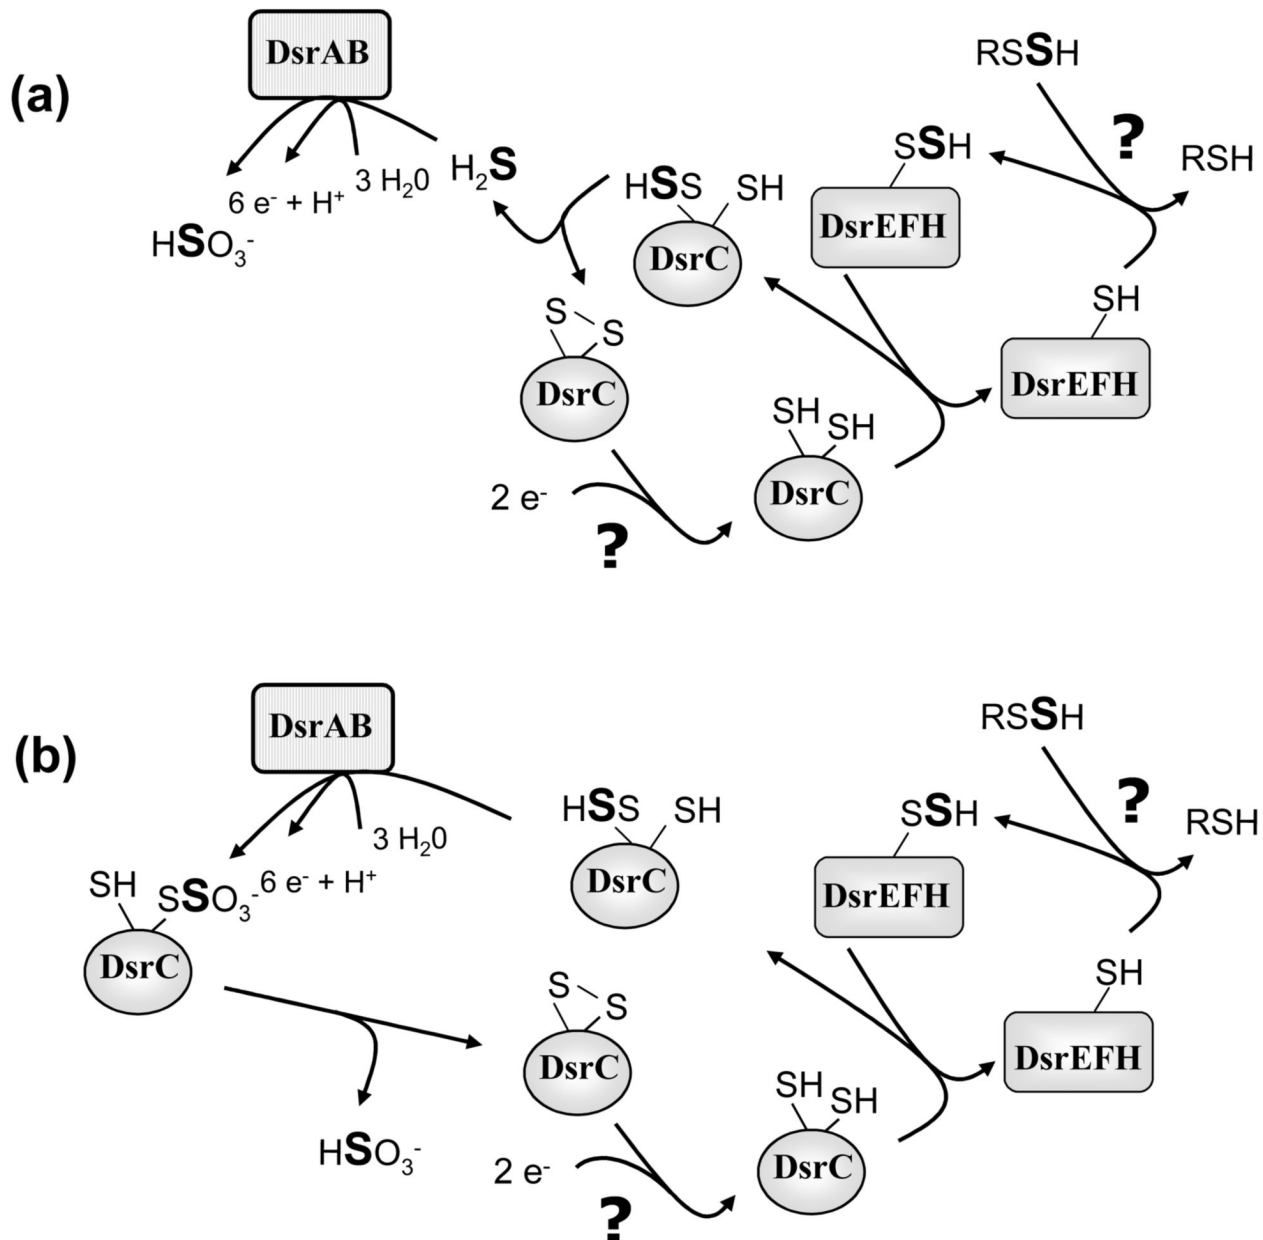 (a)
DsrAB
HSO₃⁻
6 e⁻ + H⁺
3 H₂0
H₂S
HSS
SH
DsrC
S
S
DsrC
2 e⁻
?
SH
SH
DsrC
SSH
DsrEFH
RSSH
?
RSH
SH
DsrEFH
(b)
DsrAB
3 H₂0
6 e⁻ + H⁺
SH
SSO₃⁻
DsrC
HSO₃⁻
HSS
SH
DsrC
S
S
DsrC
2 e⁻
?
SH
SH
DsrC
SSH
DsrEFH
RSSH
?
RSH
SH
DsrEFH